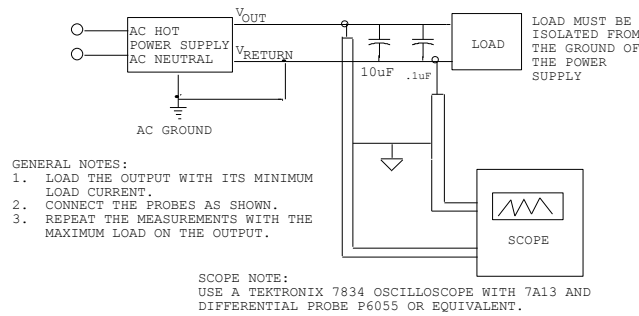 VOUT
AC HOT
POWER SUPPLY
AC NEUTRAL
VRETURN
10uF
.1uF
LOAD
LOAD MUST BE
ISOLATED FROM
THE GROUND OF
THE POWER
SUPPLY
AC GROUND
GENERAL NOTES:
1. LOAD THE OUTPUT WITH ITS MINIMUM
LOAD CURRENT.
2. CONNECT THE PROBES AS SHOWN.
3. REPEAT THE MEASUREMENTS WITH THE
MAXIMUM LOAD ON THE OUTPUT.
SCOPE
SCOPE NOTE:
USE A TEKTRONIX 7834 OSCILLOSCOPE WITH 7A13 AND
DIFFERENTIAL PROBE P6055 OR EQUIVALENT.